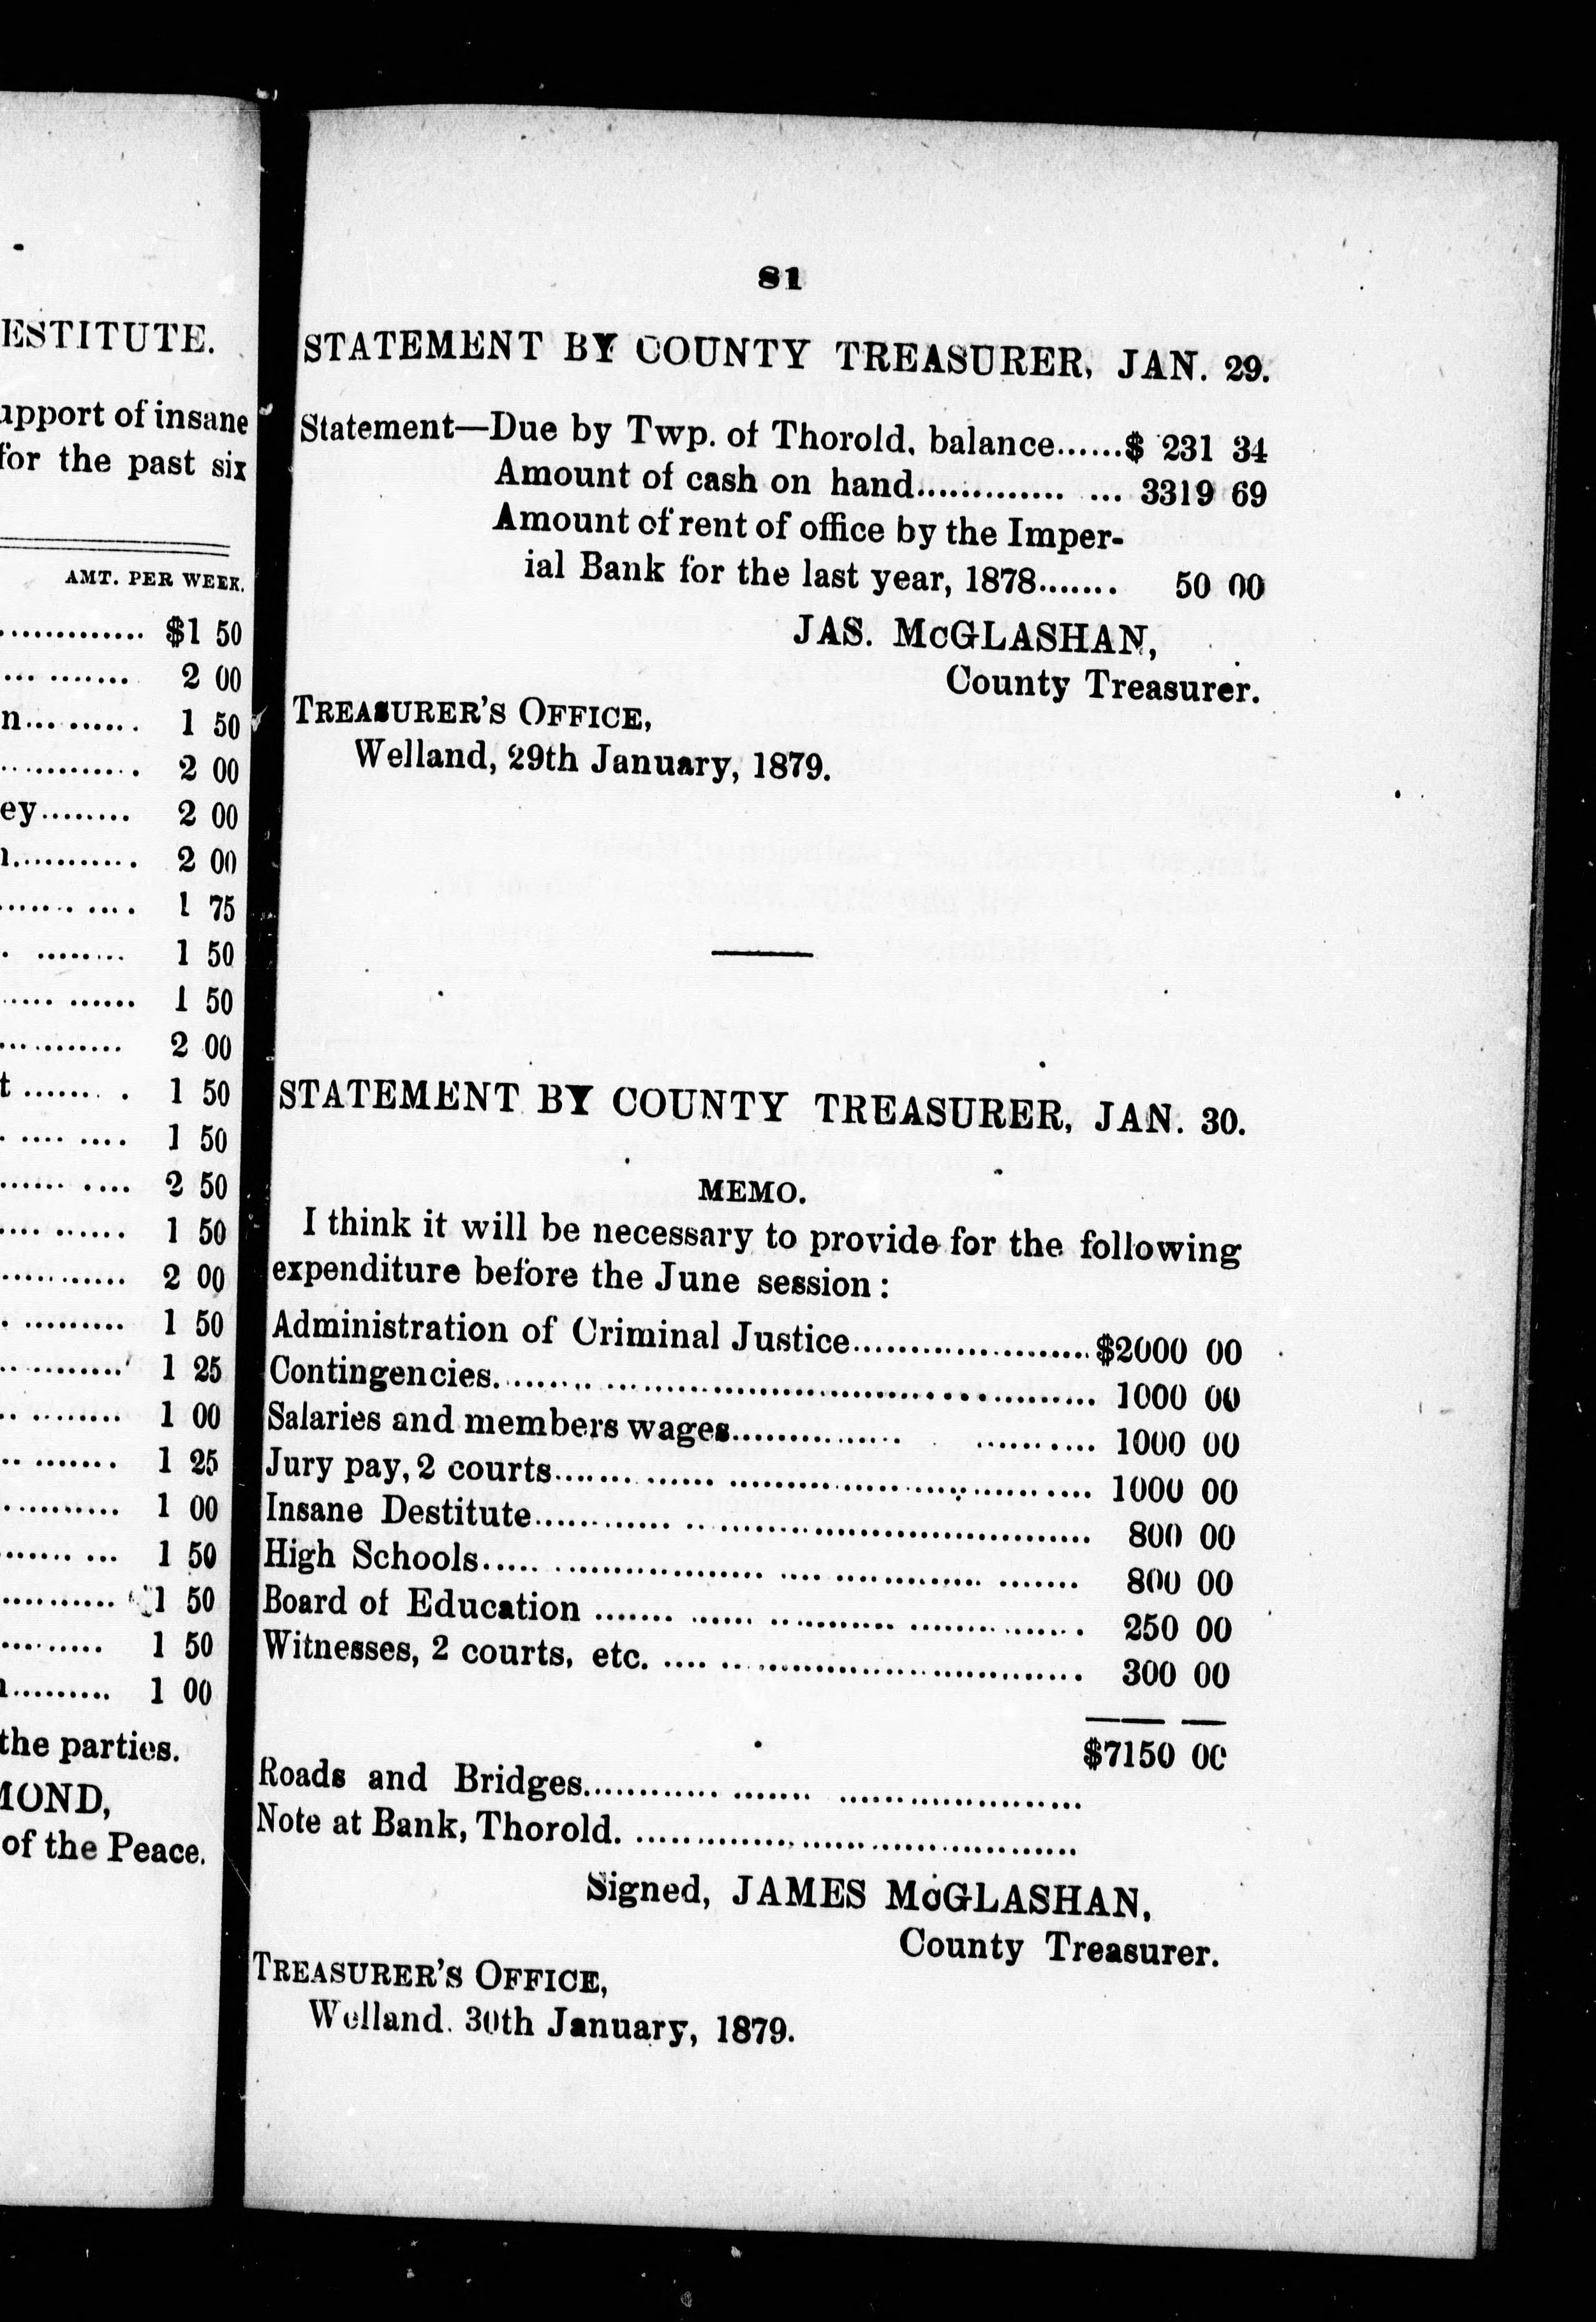 ESTITUTE.
upport of insane
for the past six
AMT. PER WEEK.
............. $1 50
... ....... 2 00
n.......... 1 50
............ 2 00
ey........ 2 00
........... 2 00
....... .... 1 75
. ........ 1 50
..... ...... 1 50
............ 2 00
t ....... . 1 50
. .... .... 1 50
...... .... 2 50
.... ...... 1 50
........... 2 00
. ......... 1 50
........... 1 25
.. ........ 1 00
.. ....... 1 25
........... 1 00
....... ... 1 50
........... 1 50
......... 1 50
......... 1 00
the parties.
MOND,
of the Peace.
81
STATEMENT BY COUNTY TREASURER, JAN. 29.
Statement—Due by Twp. of Thorold, balance......$ 231 34
Amount of cash on hand............. ... 3319 69
Amount of rent of office by the Imper-
ial Bank for the last year, 1878....... 50 00
JAS. McGLASHAN,
County Treasurer.
TREASURER'S OFFICE,
Welland, 29th January, 1879.
STATEMENT BY COUNTY TREASURER, JAN. 30.
MEMO.
I think it will be necessary to provide for the following
expenditure before the June session:
Administration of Criminal Justice......................$2000 00
Contingencies................................................ 1000 00
Salaries and members wages............... .......... 1000 00
Jury pay, 2 courts....... ...... .............................. 1000 00
Insane Destitute............ .. ................................. 800 00
High Schools..... .................. .... ............. ....... 800 00
Board of Education ....... ...... ............ ............... 250 00
Witnesses, 2 courts, etc. .... .. ............................ 300 00
$7150 00
Roads and Bridges............ ....... .....................
Note at Bank, Thorold. ...................................
Signed, JAMES McGLASHAN,
County Treasurer.
TREASURER'S OFFICE,
Welland. 30th January, 1879.